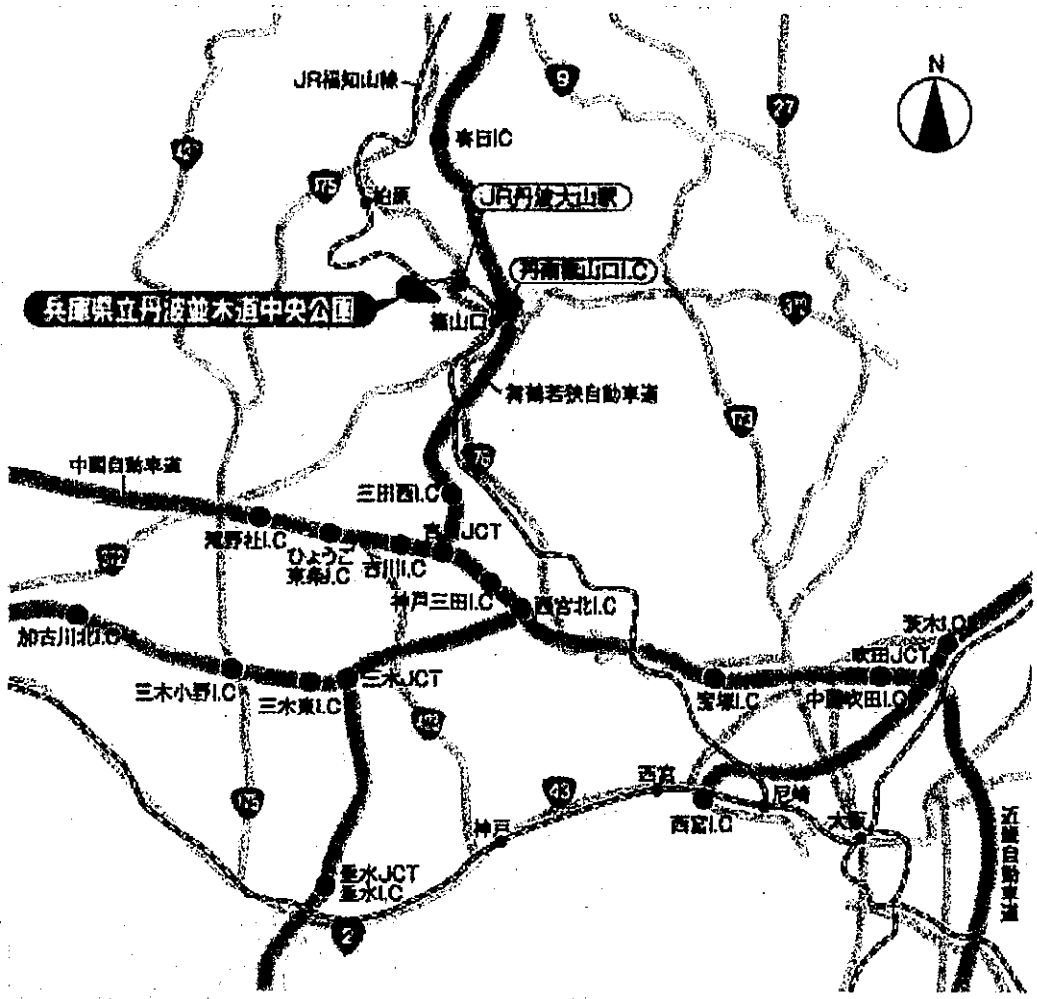 N
JR福知山線
9
27
春日I.C
175
JR丹波大山駅
柏原
丹南篠山口I.C
兵庫県立丹波並木道中央公園
篠山口
舞鶴若狭自動車道
中国自動車道
三田西I.C
滝野社I.C
ひょうご
東条I.C
吉川I.C
JCT
神戸三田I.C
西宮北I.C
加古川北I.C
茨木I.C
吹田JCT
三木小野I.C
三木東I.C
三木JCT
宝塚I.C
中国吹田I.C
43
西宮
尼崎
西宮I.C
大阪
神戸
近畿自動車道
垂水JCT
垂水I.C
2